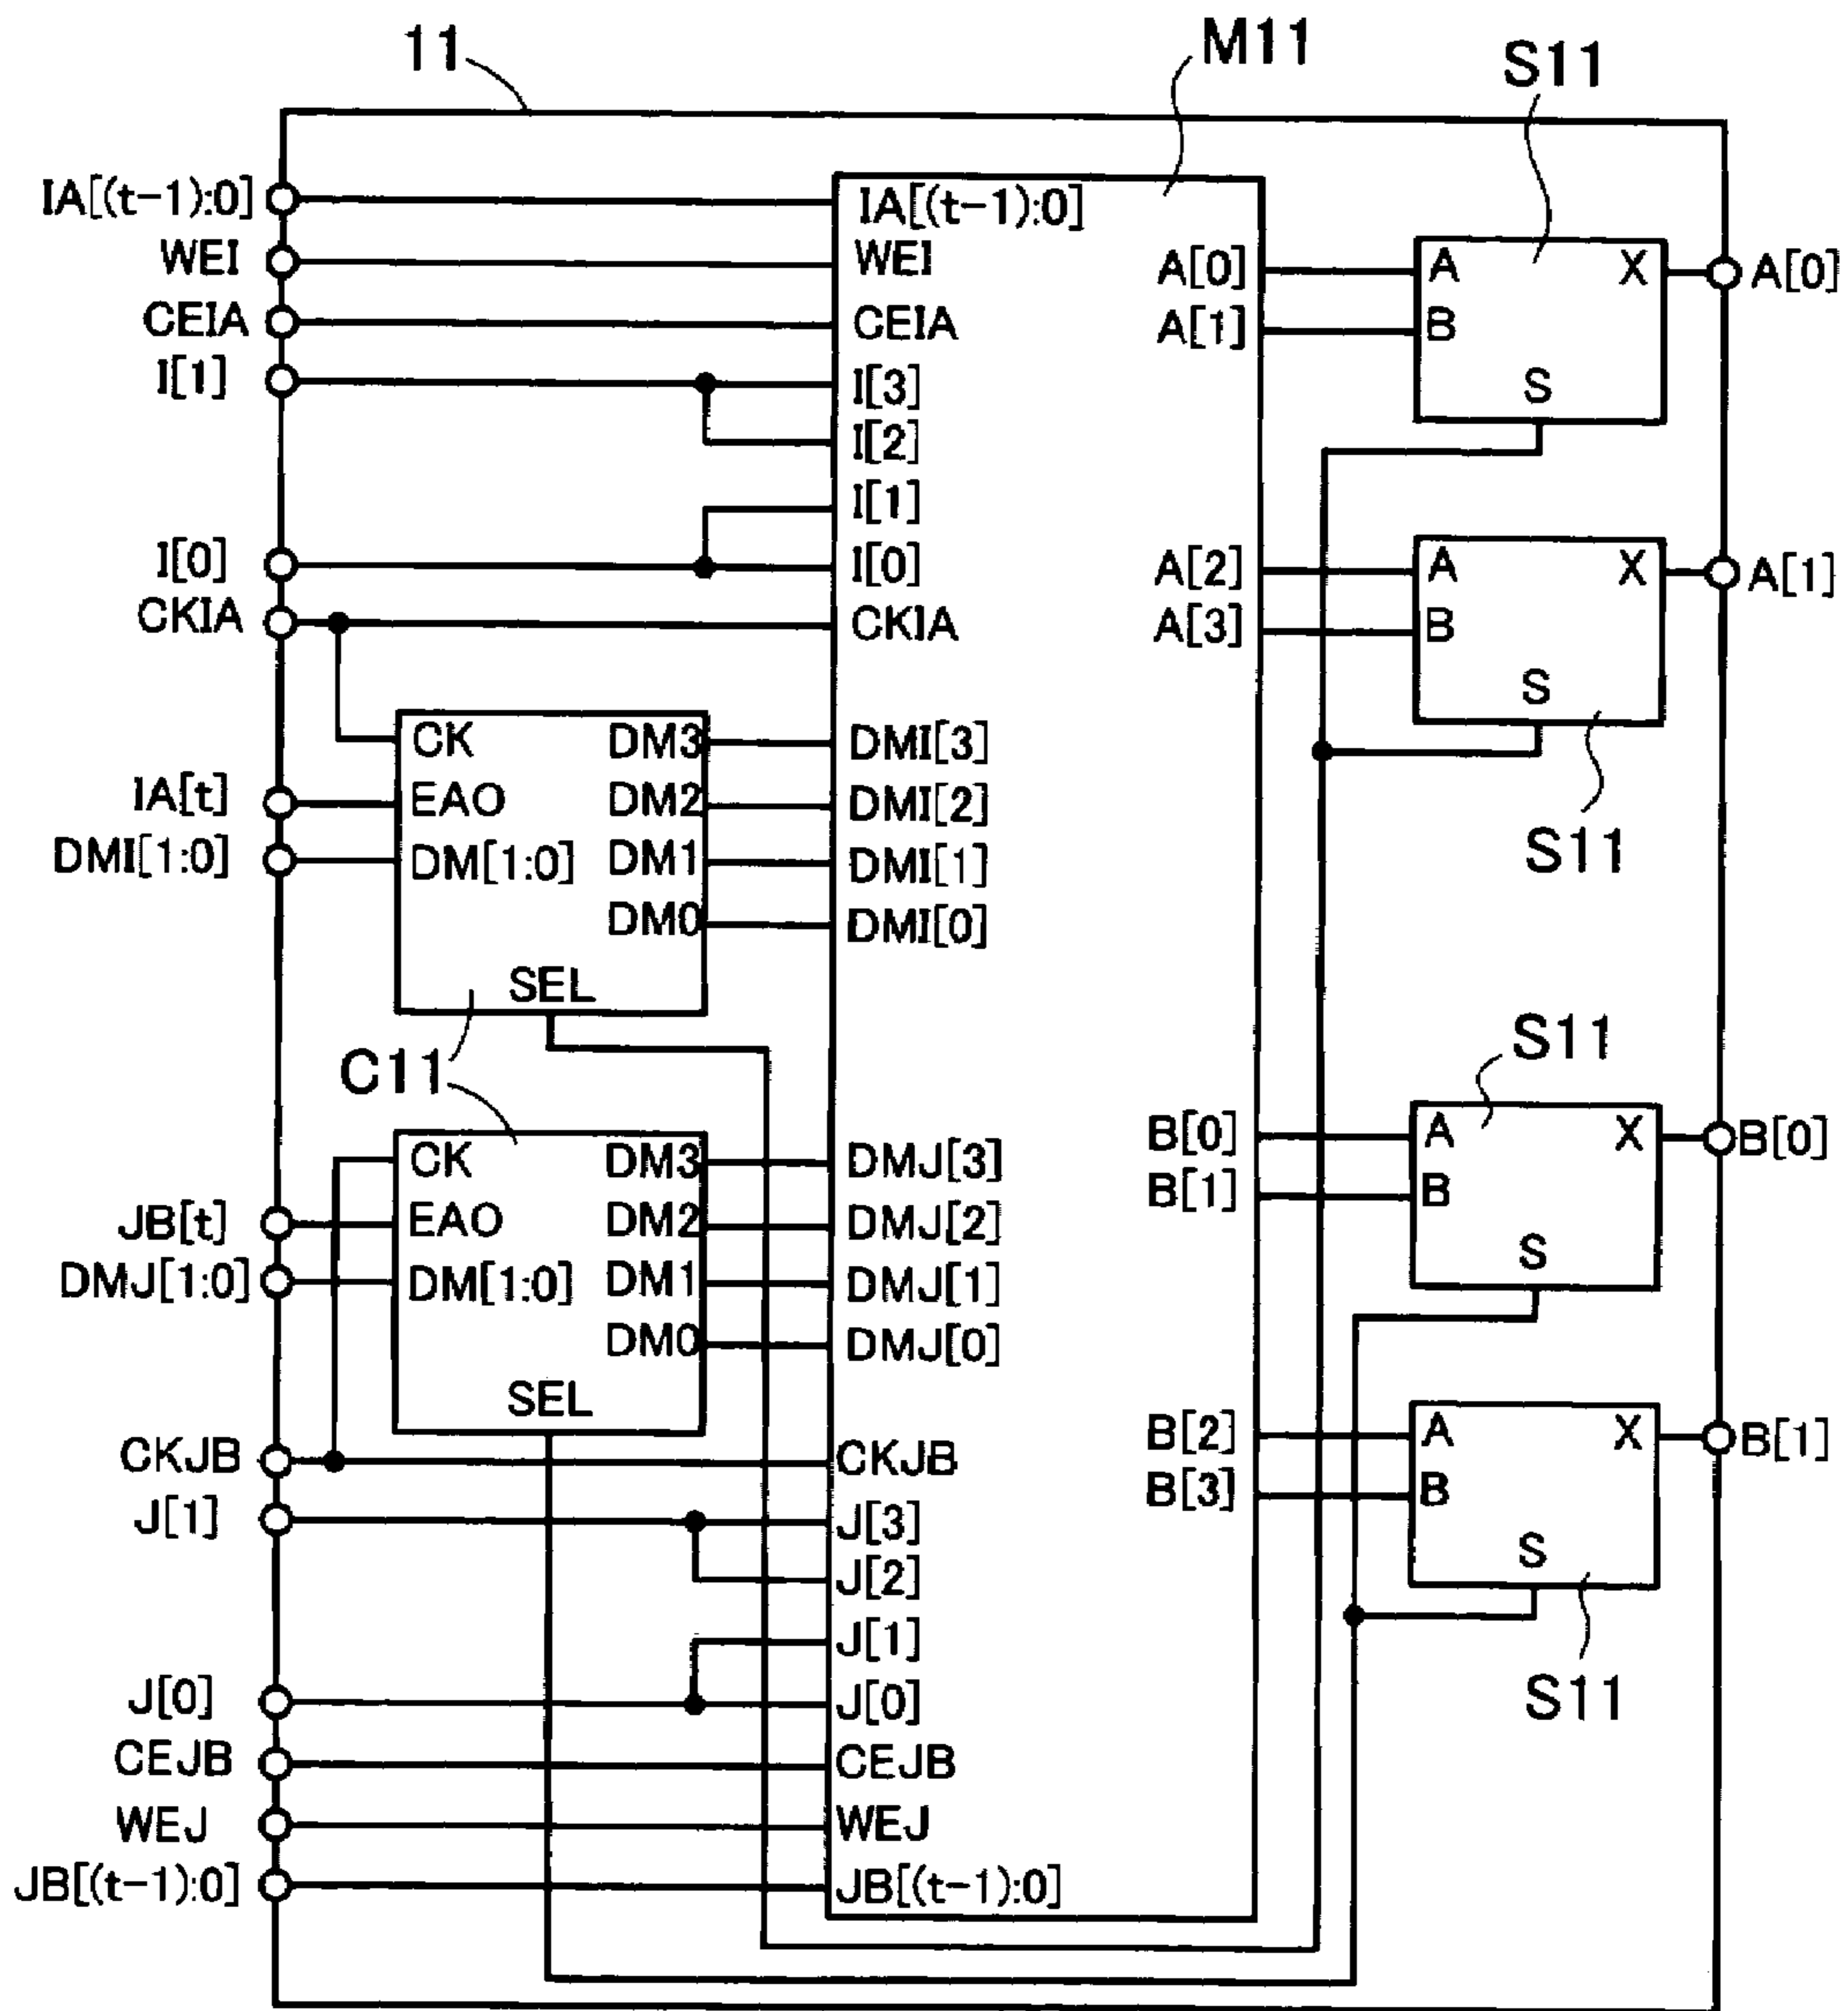 11
M11
S11
IA[(t-1):0]
WEI
CEIA
I[1]
I[0]
CKIA
IA[t]
DMI[1:0]
JB[t]
DMJ[1:0]
CKJB
J[1]
J[0]
CEJB
WEJ
JB[(t-1):0]
CK
EAO
DM[1:0]
DM3
DM2
DM1
DM0
SEL
C11
CK
EAO
DM[1:0]
DM3
DM2
DM1
DM0
SEL
IA[(t-1):0]
WEI
CEIA
I[3]
I[2]
I[1]
I[0]
CKIA
DMI[3]
DMI[2]
DMI[1]
DMI[0]
DMJ[3]
DMJ[2]
DMJ[1]
DMJ[0]
CKJB
J[3]
J[2]
J[1]
J[0]
CEJB
WEJ
JB[(t-1):0]
A[0]
A[1]
A[2]
A[3]
B[0]
B[1]
B[2]
B[3]
A
X
B
S
A[0]
A
X
B
S
A[1]
S11
S11
A
X
B
S
B[0]
A
X
B
S
B[1]
S11